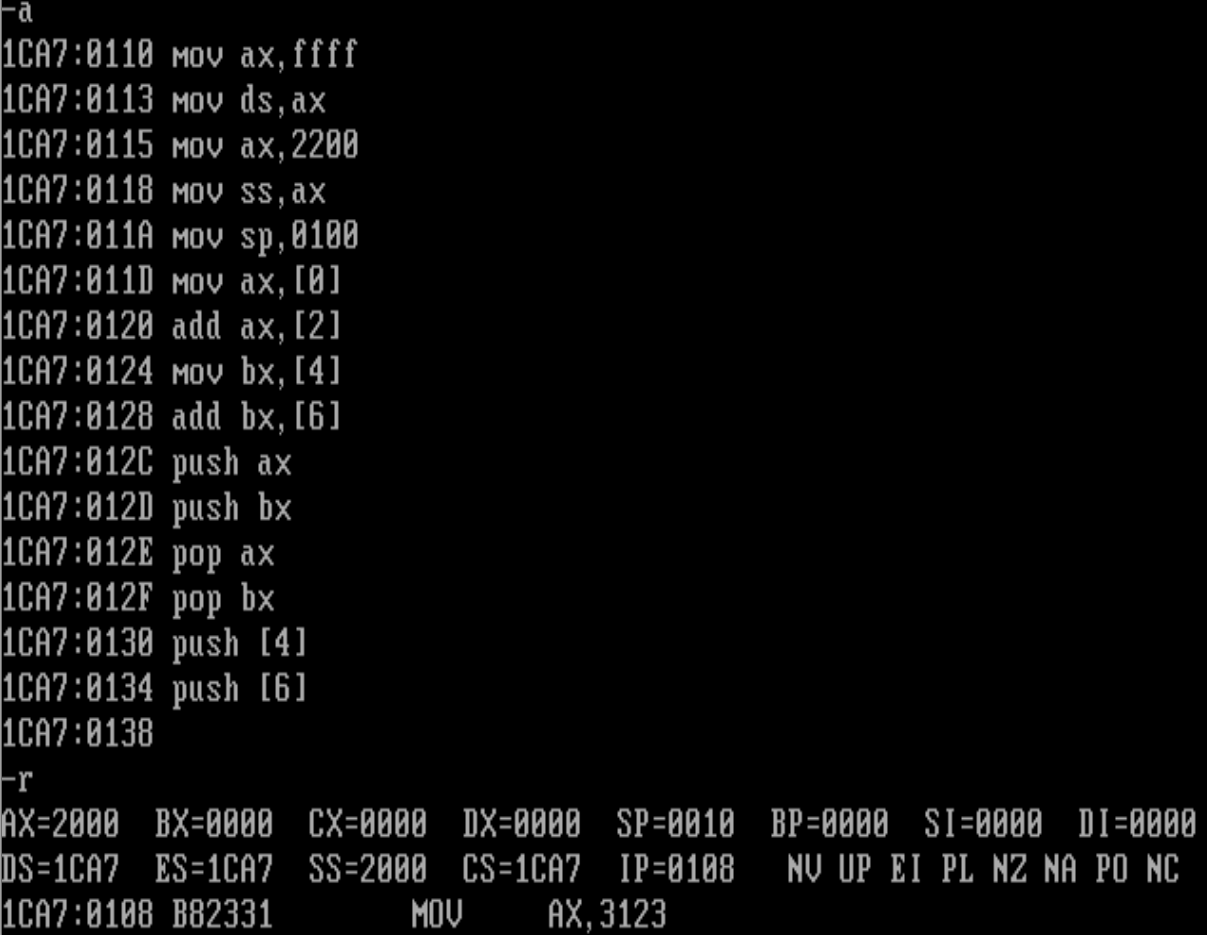 -a
1CA7:0110 mov ax,ffff
1CA7:0113 mov ds,ax
1CA7:0115 mov ax,2200
1CA7:0118 mov ss,ax
1CA7:011A mov sp,0100
1CA7:011D mov ax,[0]
1CA7:0120 add ax,[2]
1CA7:0124 mov bx,[4]
1CA7:0128 add bx,[6]
1CA7:012C push ax
1CA7:012D push bx
1CA7:012E pop ax
1CA7:012F pop bx
1CA7:0130 push [4]
1CA7:0134 push [6]
1CA7:0138
-r
AX=2000  BX=0000  CX=0000  DX=0000  SP=0010  BP=0000  SI=0000  DI=0000
DS=1CA7  ES=1CA7  SS=2000  CS=1CA7  IP=0108   NV UP EI PL NZ NA PO NC
1CA7:0108 B82331        MOV     AX,3123